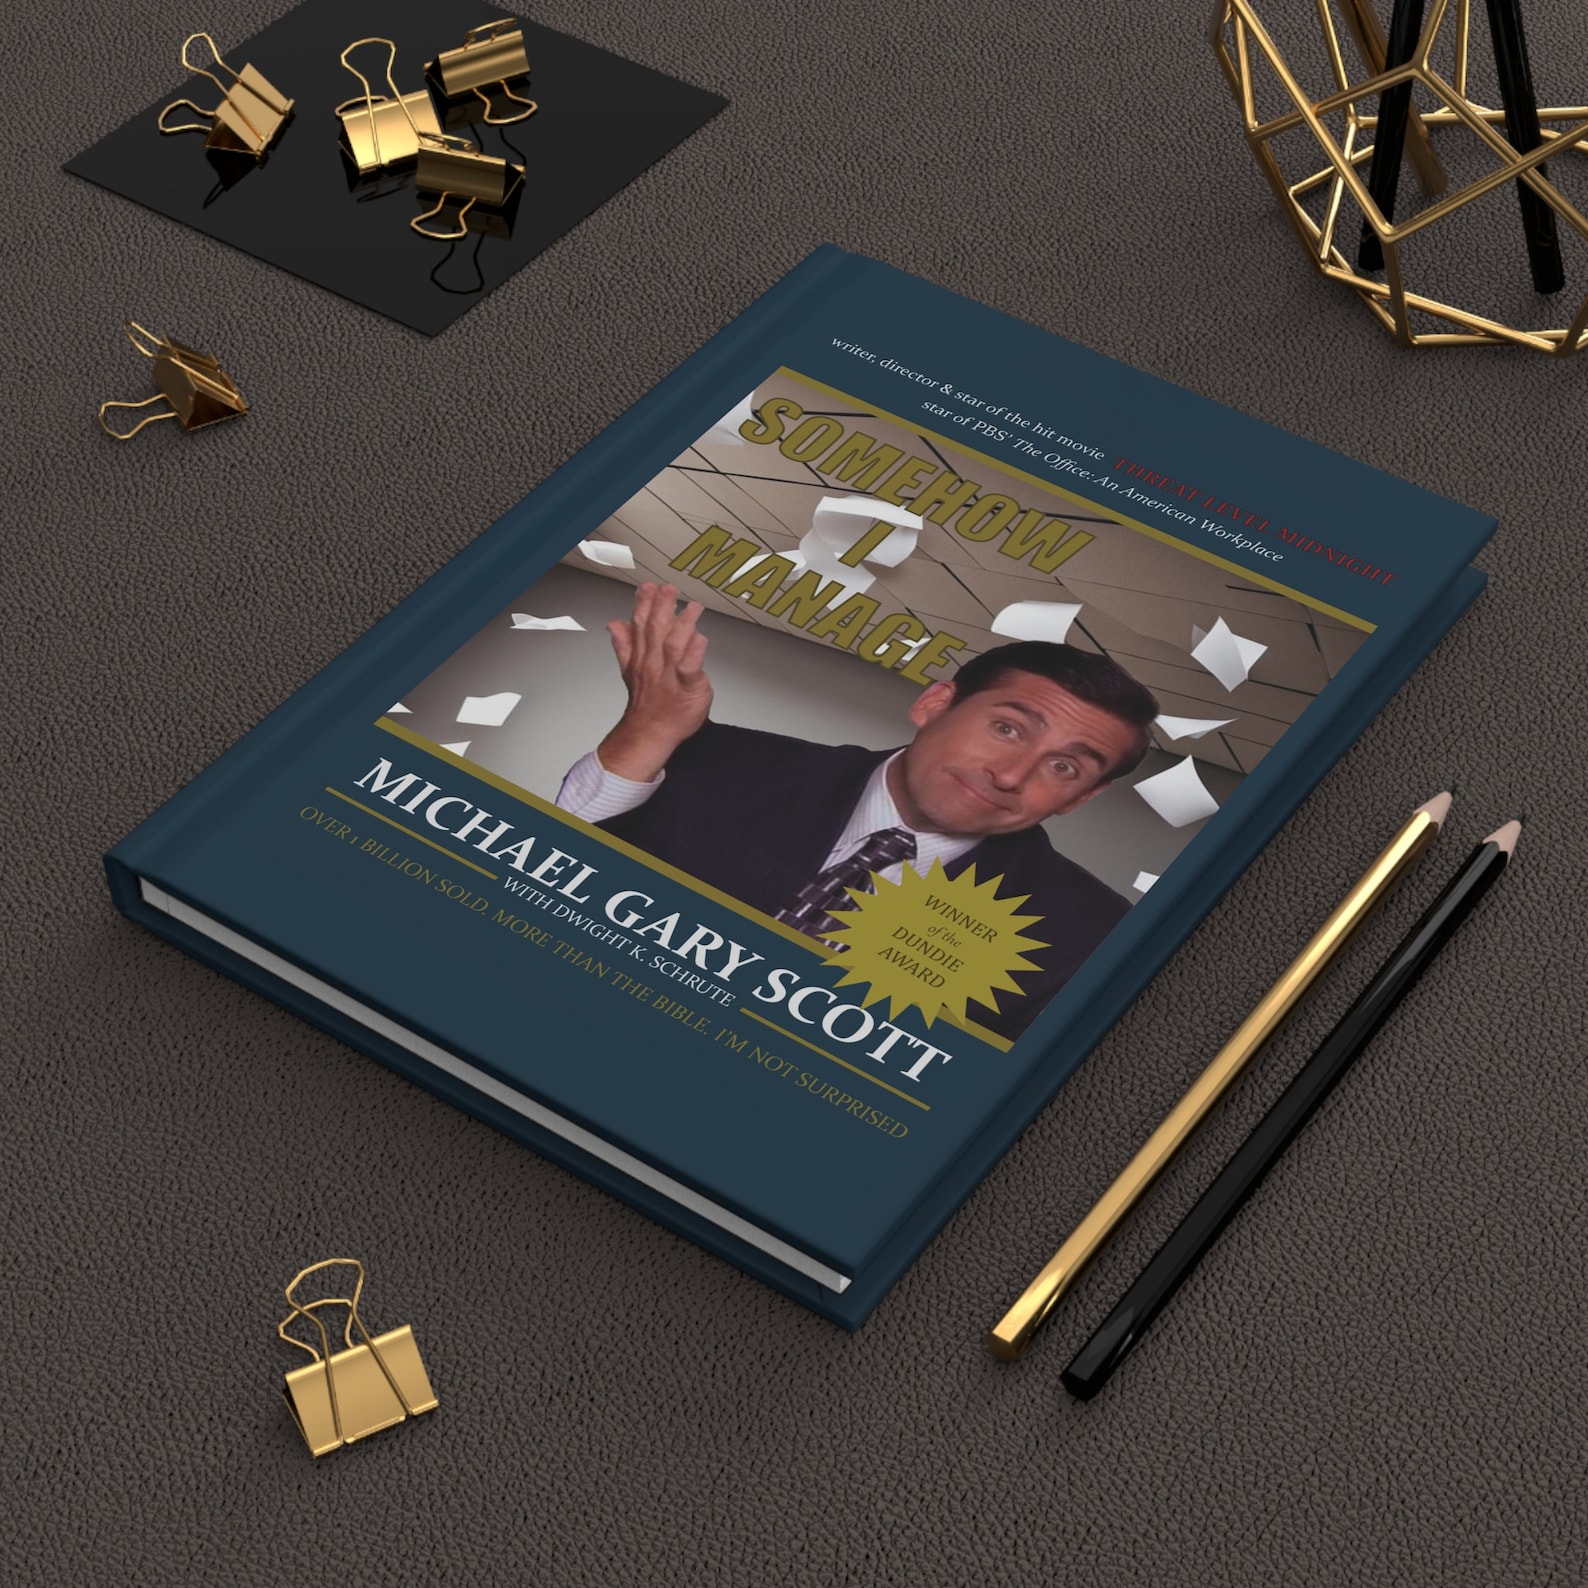 writer, director & star of the hit movie THREAT LEVEL MIDNIGHT
star of PBS' The Office: An American Workplace
SOMEHOW
I
MANAGE
WINNER
of the
DUNDIE
AWARD
MICHAEL GARY SCOTT
WITH DWIGHT K. SCHRUTE
OVER 1 BILLION SOLD. MORE THAN THE BIBLE. I'M NOT SURPRISED